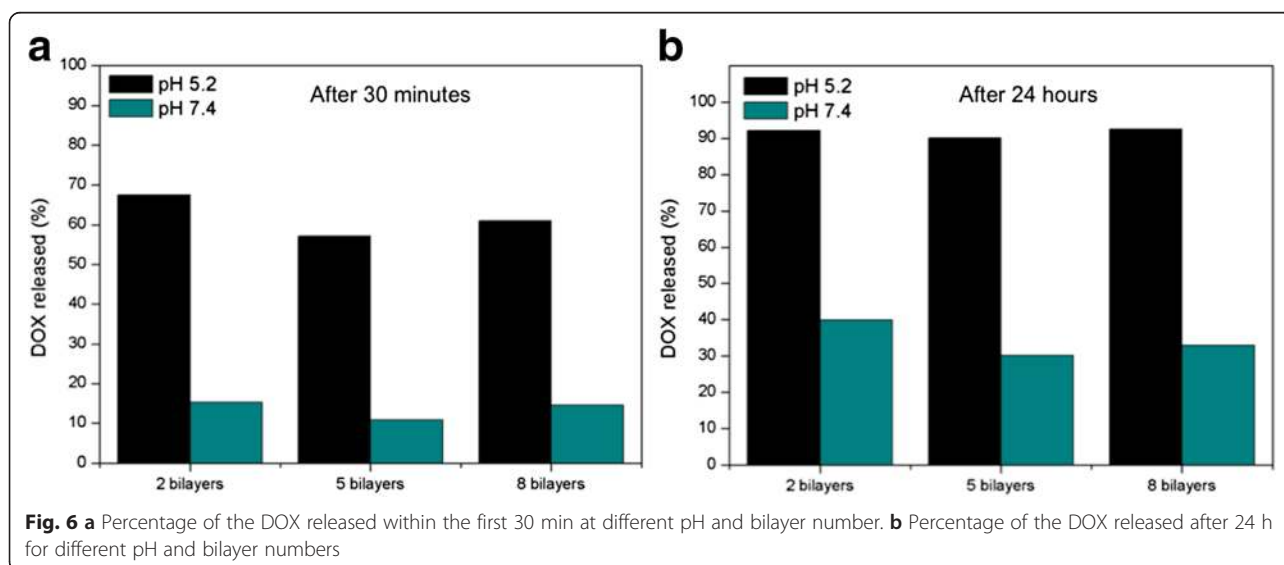 a
100
90
80
70
60
50
40
30
20
10
0
DOX released (%)
pH 5.2
pH 7.4
After 30 minutes
2 bilayers
5 bilayers
8 bilayers
b
100
90
80
70
60
50
40
30
20
10
0
DOX released (%)
pH 5.2
pH 7.4
After 24 hours
2 bilayers
5 bilayers
8 bilayers
Fig. 6 a Percentage of the DOX released within the first 30 min at different pH and bilayer number. b Percentage of the DOX released after 24 h
for different pH and bilayer numbers